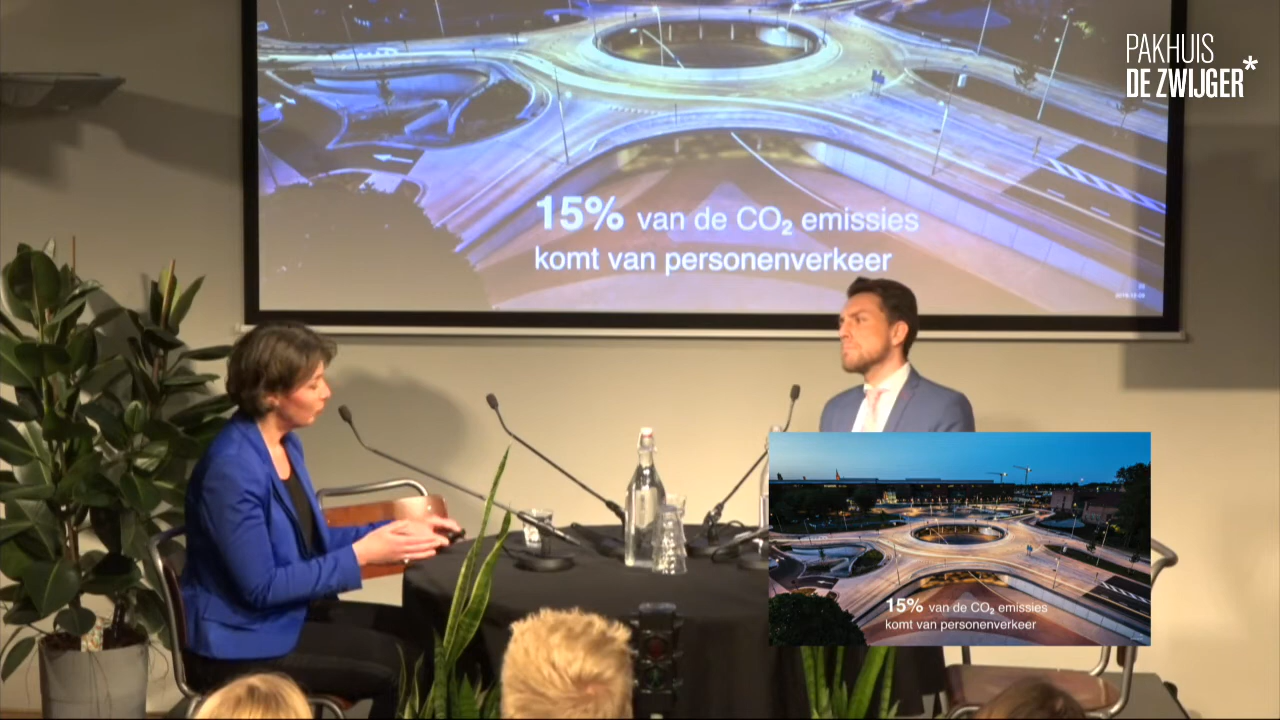 PAKHUIS
DE ZWIJGER*
15% van de CO₂ emissies
komt van personenverkeer
15% van de CO₂ emissies
komt van personenverkeer